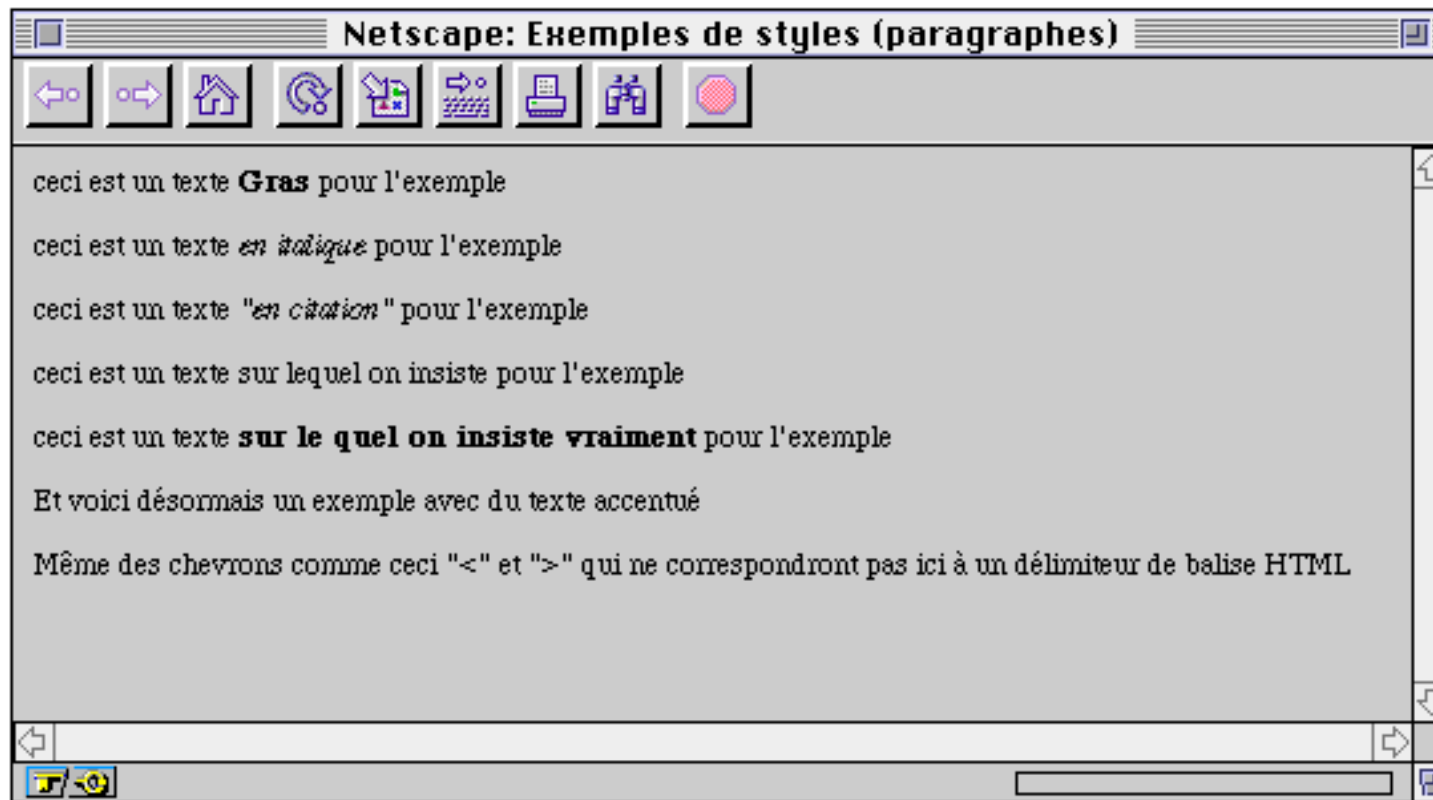 Netscape: Exemples de styles (paragraphes)
ceci est un texte Gras pour l'exemple
ceci est un texte en italique pour l'exemple
ceci est un texte "en citation" pour l'exemple
ceci est un texte sur lequel on insiste pour l'exemple
ceci est un texte sur le quel on insiste vraiment pour l'exemple
Et voici désormais un exemple avec du texte accentué
Même des chevrons comme ceci "<" et ">" qui ne correspondront pas ici à un délimiteur de balise HTML